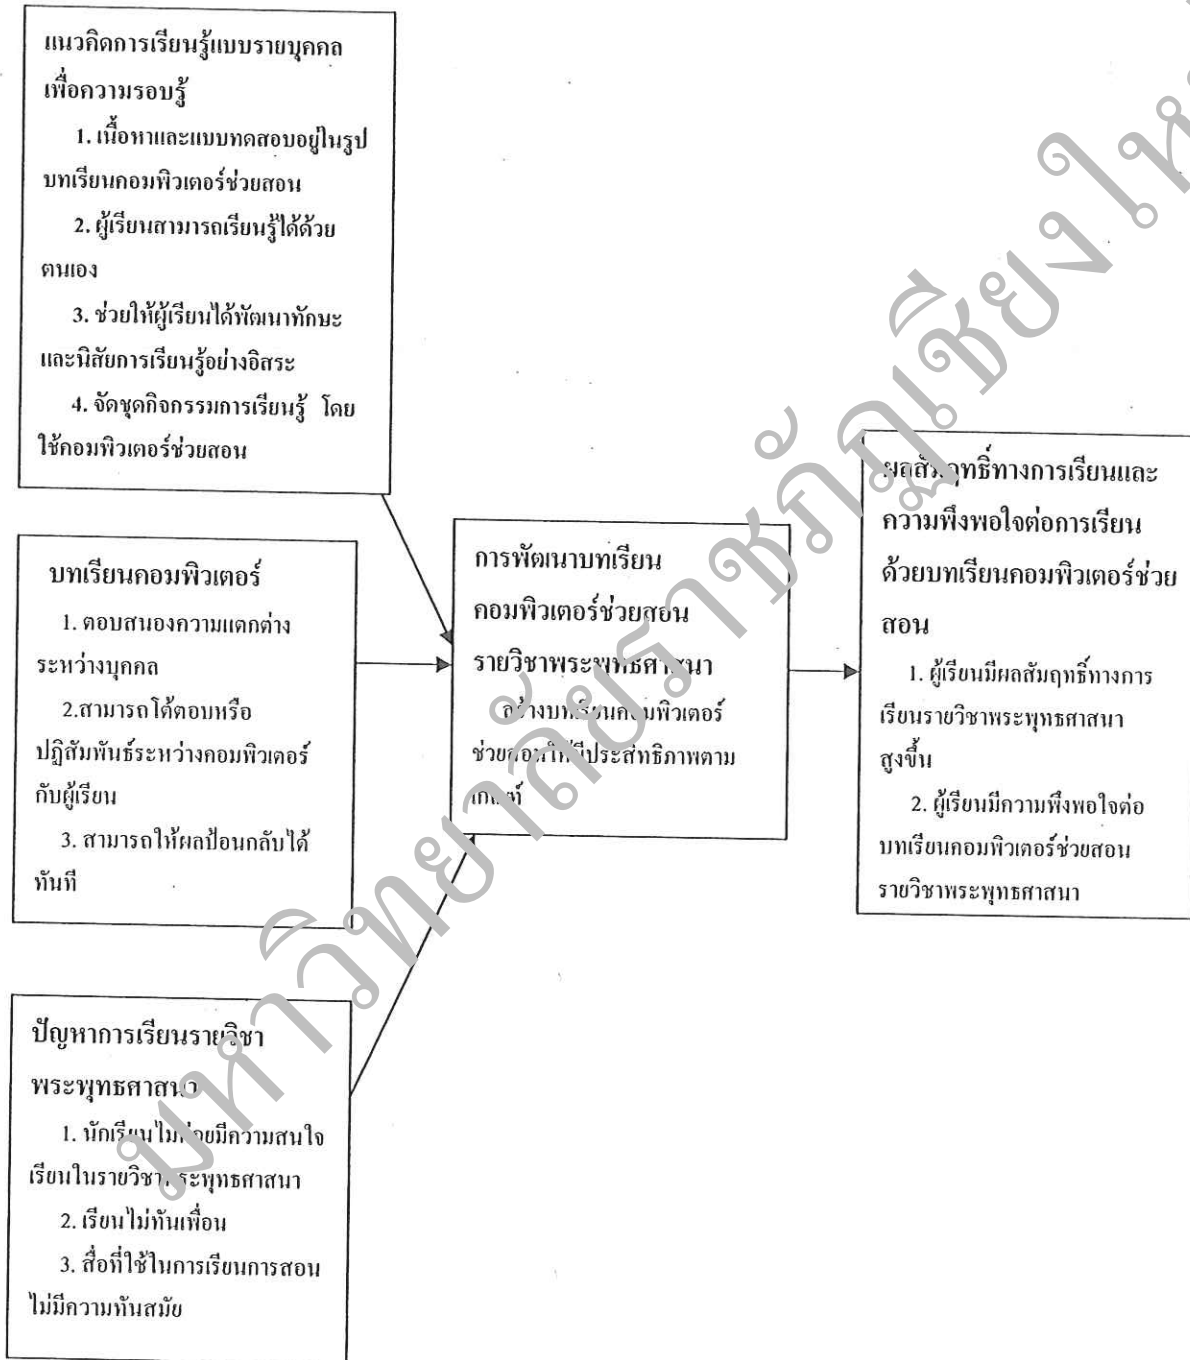 แนวคิดการเรียนรู้แบบรายบุคคล
เพื่อความรอบรู้
1. เนื้อหาและแบบทดสอบอยู่ในรูป
บทเรียนคอมพิวเตอร์ช่วยสอน
2. ผู้เรียนสามารถเรียนรู้ได้ด้วย
ตนเอง
3. ช่วยให้ผู้เรียนได้พัฒนาทักษะ
และนิสัยการเรียนรู้อย่างอิสระ
4. จัดชุดกิจกรรมการเรียนรู้ โดย
ใช้คอมพิวเตอร์ช่วยสอน
บทเรียนคอมพิวเตอร์
1. ตอบสนองความแตกต่าง
ระหว่างบุคคล
2.สามารถโต้ตอบหรือ
ปฏิสัมพันธ์ระหว่างคอมพิวเตอร์
กับผู้เรียน
3. สามารถให้ผลป้อนกลับได้
ทันที
ปัญหาการเรียนรายวิชา
พระพุทธศาสนา
1. นักเรียนไม่ค่อยมีความสนใจ
เรียนในรายวิชาพระพุทธศาสนา
2. เรียนไม่ทันเพื่อน
3. สื่อที่ใช้ในการเรียนการสอน
ไม่มีความทันสมัย
การพัฒนาบทเรียน
คอมพิวเตอร์ช่วยสอน
รายวิชาพระพุทธศาสนา
สร้างบทเรียนคอมพิวเตอร์
ช่วยสอนให้มีประสิทธิภาพตาม
เกณฑ์
ผลสัมฤทธิ์ทางการเรียนและ
ความพึงพอใจต่อการเรียน
ด้วยบทเรียนคอมพิวเตอร์ช่วย
สอน
1. ผู้เรียนมีผลสัมฤทธิ์ทางการ
เรียนรายวิชาพระพุทธศาสนา
สูงขึ้น
2. ผู้เรียนมีความพึงพอใจต่อ
บทเรียนคอมพิวเตอร์ช่วยสอน
รายวิชาพระพุทธศาสนา
มหาวิทยาลัยราชภัฏเชียงให